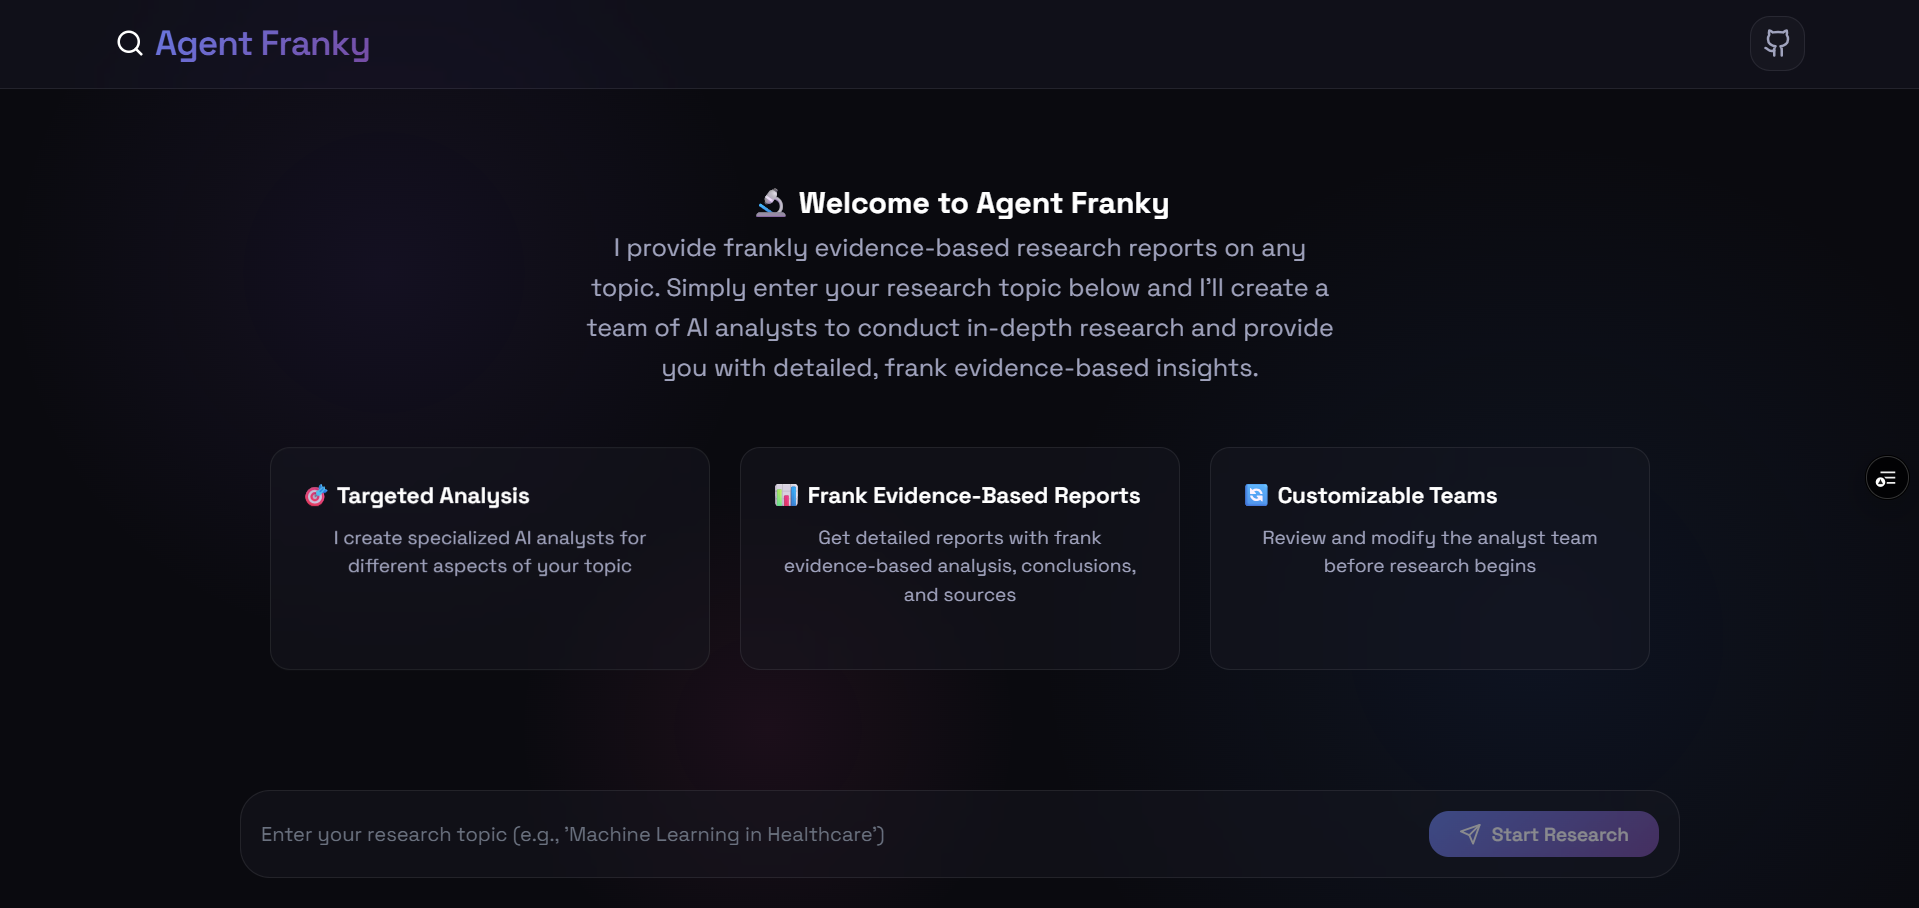 Agent Franky
Welcome to Agent Franky
I provide frankly evidence-based research reports on any
topic. Simply enter your research topic below and I'll create a
team of AI analysts to conduct in-depth research and provide
you with detailed, frank evidence-based insights.
Targeted Analysis
I create specialized AI analysts for
different aspects of your topic
Frank Evidence-Based Reports
Get detailed reports with frank
evidence-based analysis, conclusions,
and sources
Customizable Teams
Review and modify the analyst team
before research begins
Enter your research topic (e.g., 'Machine Learning in Healthcare')
Start Research